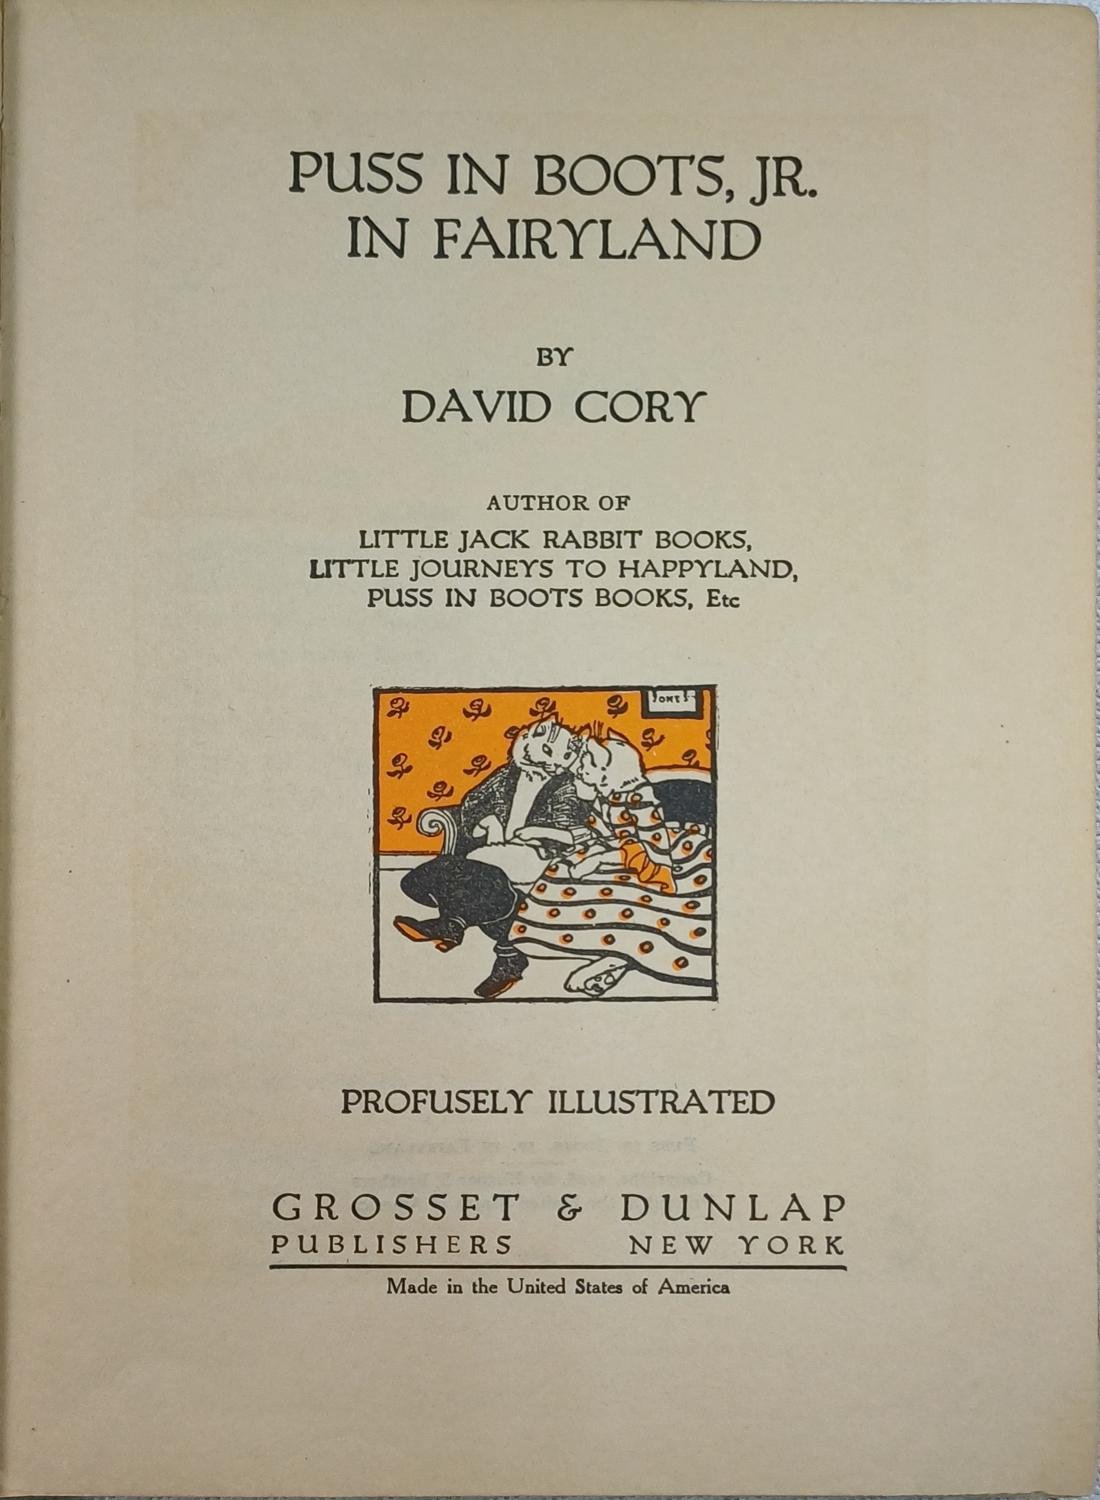 PUSS IN BOOTS, JR.
IN FAIRYLAND
BY
DAVID CORY
AUTHOR OF
LITTLE JACK RABBIT BOOKS,
LITTLE JOURNEYS TO HAPPYLAND,
PUSS IN BOOTS BOOKS, Etc
PROFUSELY ILLUSTRATED
GROSSET & DUNLAP
PUBLISHERS NEW YORK
Made in the United States of America